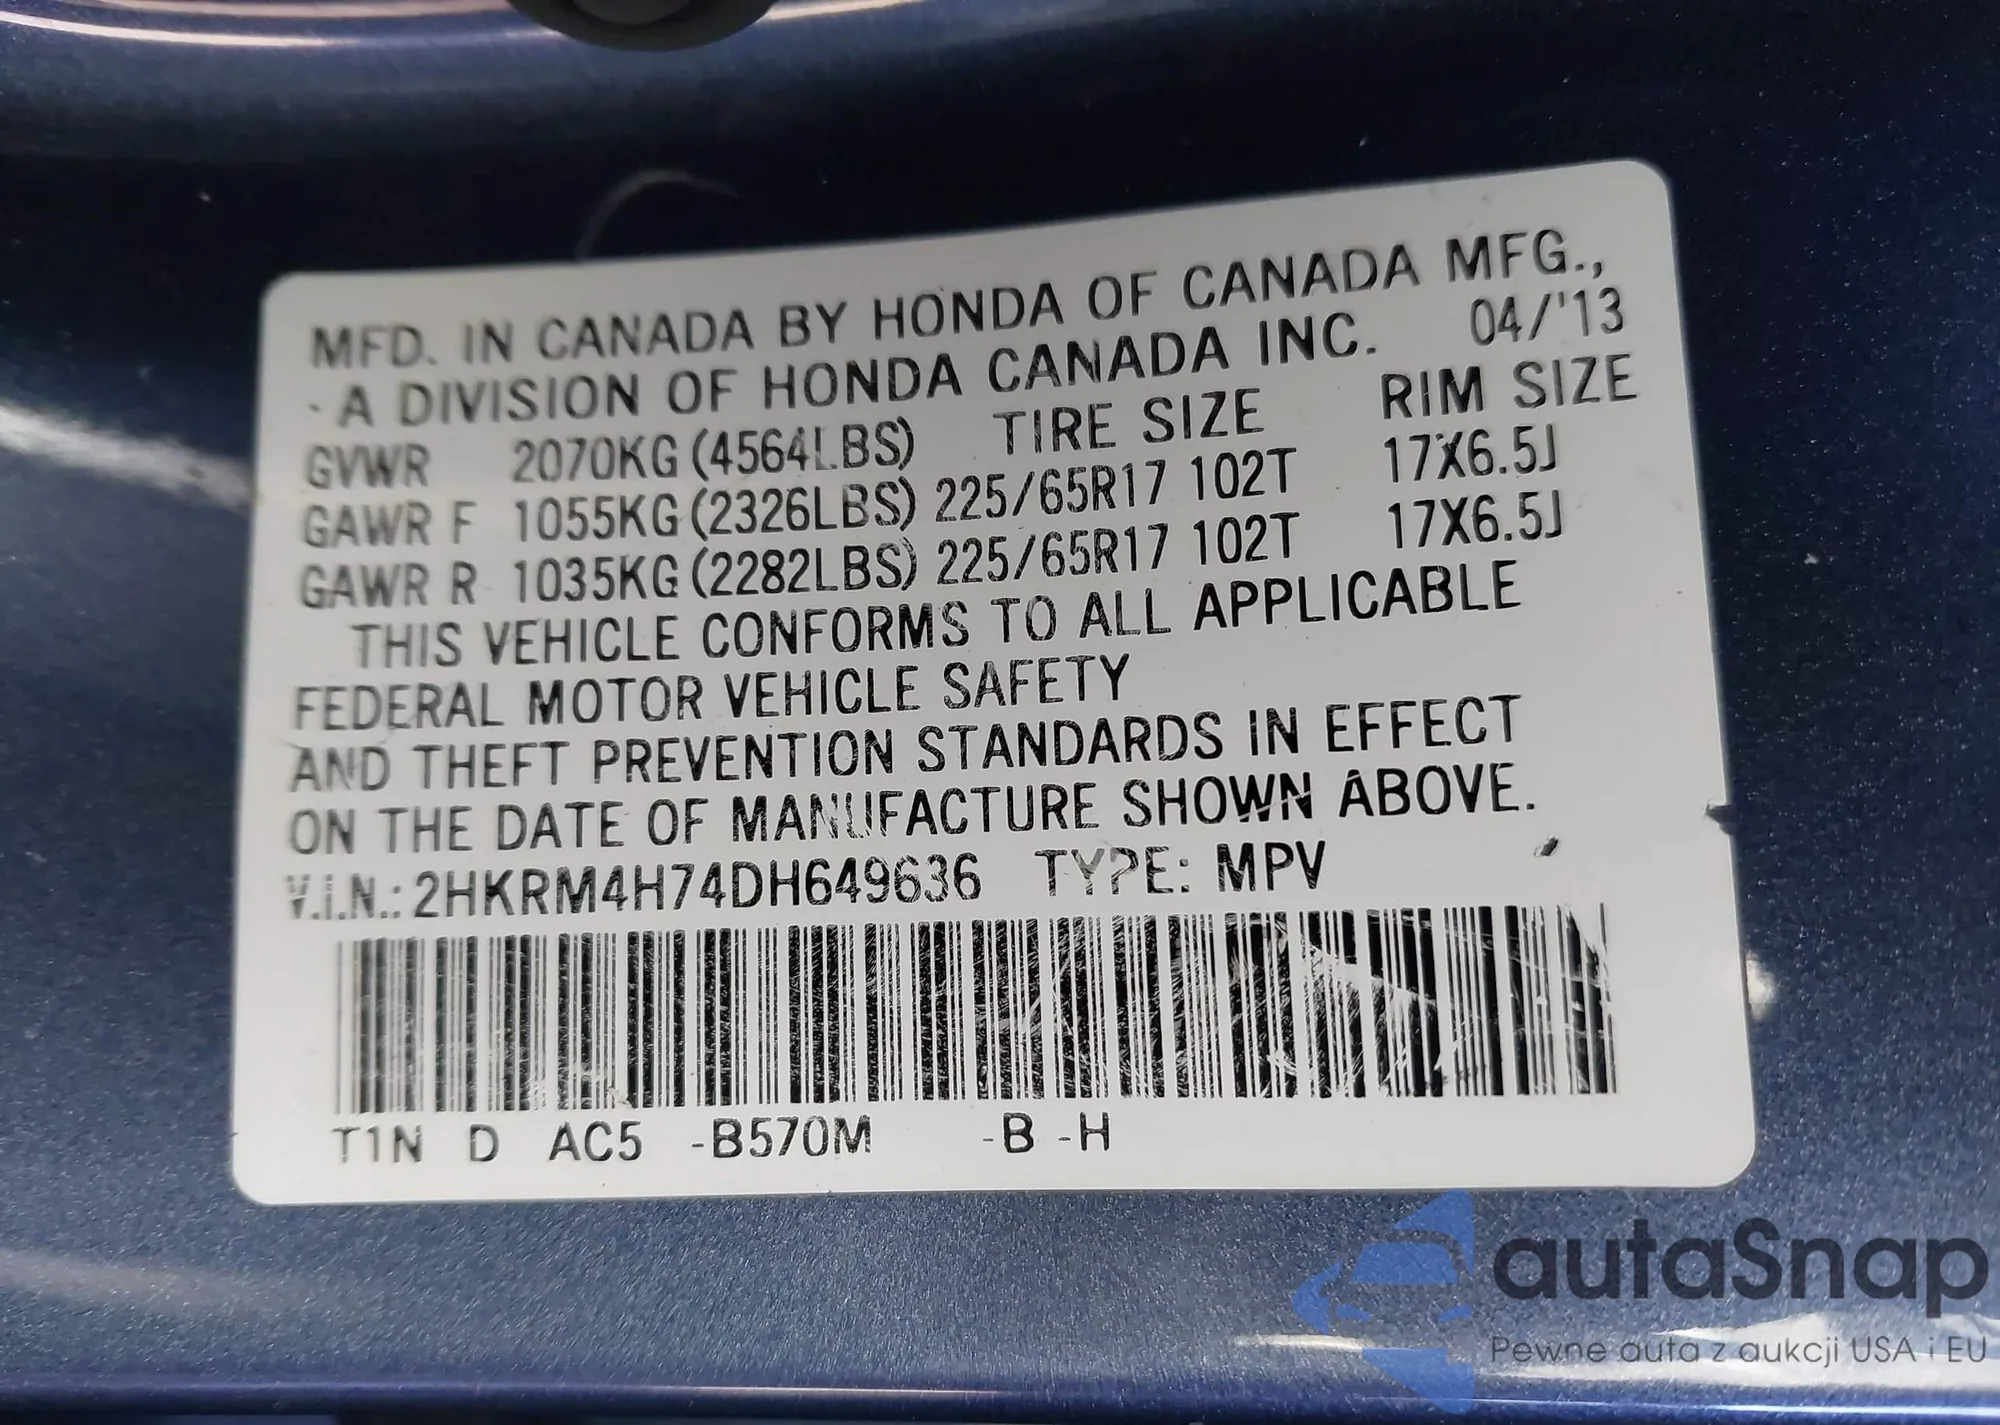 MFD. IN CANADA BY HONDA OF CANADA MFG.,
A DIVISION OF HONDA CANADA INC. 04/'13
GVWR 2070KG (4564LBS) TIRE SIZE RIM SIZE
GAWR F 1055KG (2326LBS) 225/65R17 102T 17X6.5J
GAWR R 1035KG (2282LBS) 225/65R17 102T 17X6.5J
THIS VEHICLE CONFORMS TO ALL APPLICABLE
FEDERAL MOTOR VEHICLE SAFETY
AND THEFT PREVENTION STANDARDS IN EFFECT
ON THE DATE OF MANUFACTURE SHOWN ABOVE.
V.I.N.: 2HKRM4H74DH649636 TYPE: MPV
T1N D AC5 -B570M -B -H
autaSnap
Pewne auta z aukcji USA i EU